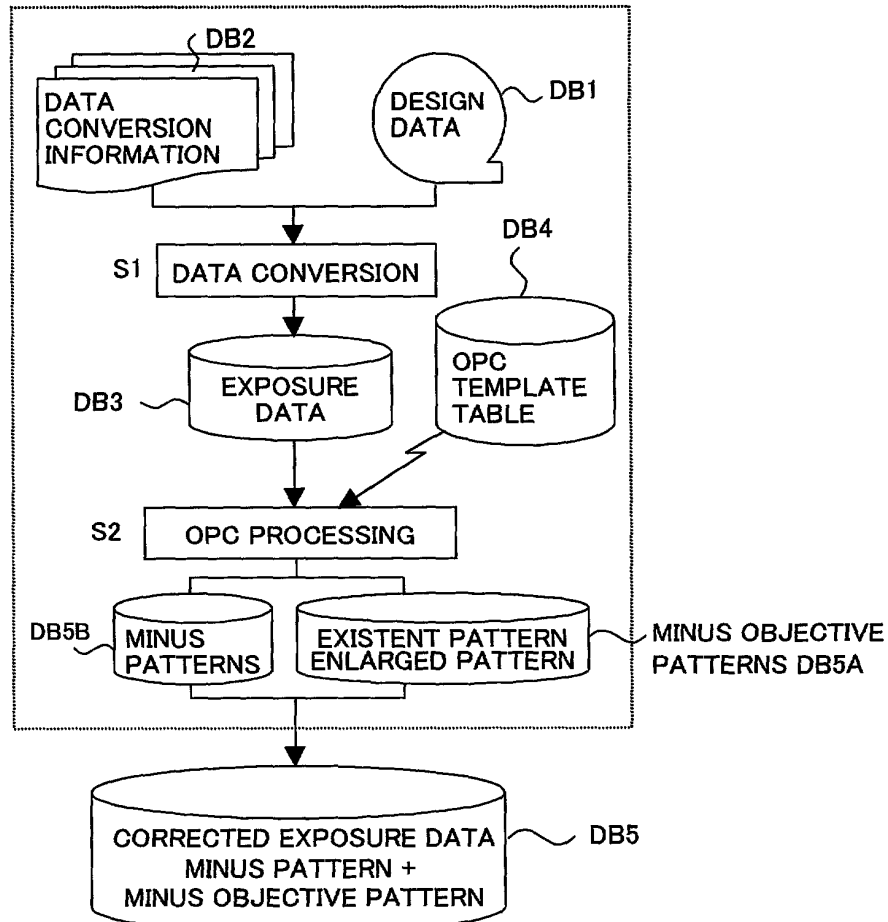 DB2
DATA
CONVERSION
INFORMATION
DESIGN
DATA
DB1
DB4
S1
DATA CONVERSION
DB3
EXPOSURE
DATA
OPC
TEMPLATE
TABLE
S2
OPC PROCESSING
DB5B
MINUS
PATTERNS
EXISTENT PATTERN
ENLARGED PATTERN
MINUS OBJECTIVE
PATTERNS DB5A
CORRECTED EXPOSURE DATA
MINUS PATTERN +
MINUS OBJECTIVE PATTERN
DB5